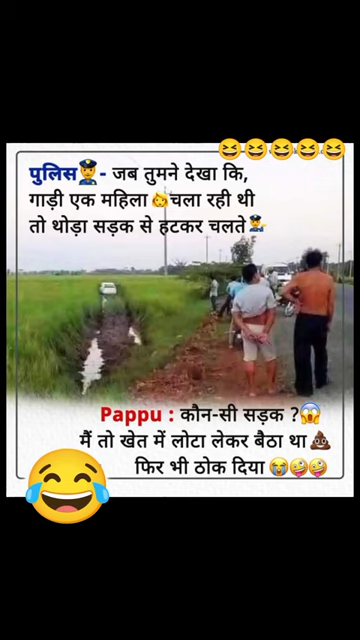 पुलिस👮- जब तुमने देखा कि,
गाड़ी एक महिला👩चला रही थी
तो थोड़ा सड़क से हटकर चलते👮
Pappu : कौन-सी सड़क ?😱
मैं तो खेत में लोटा लेकर बैठा था💩
फिर भी ठोक दिया😭🤪🤪